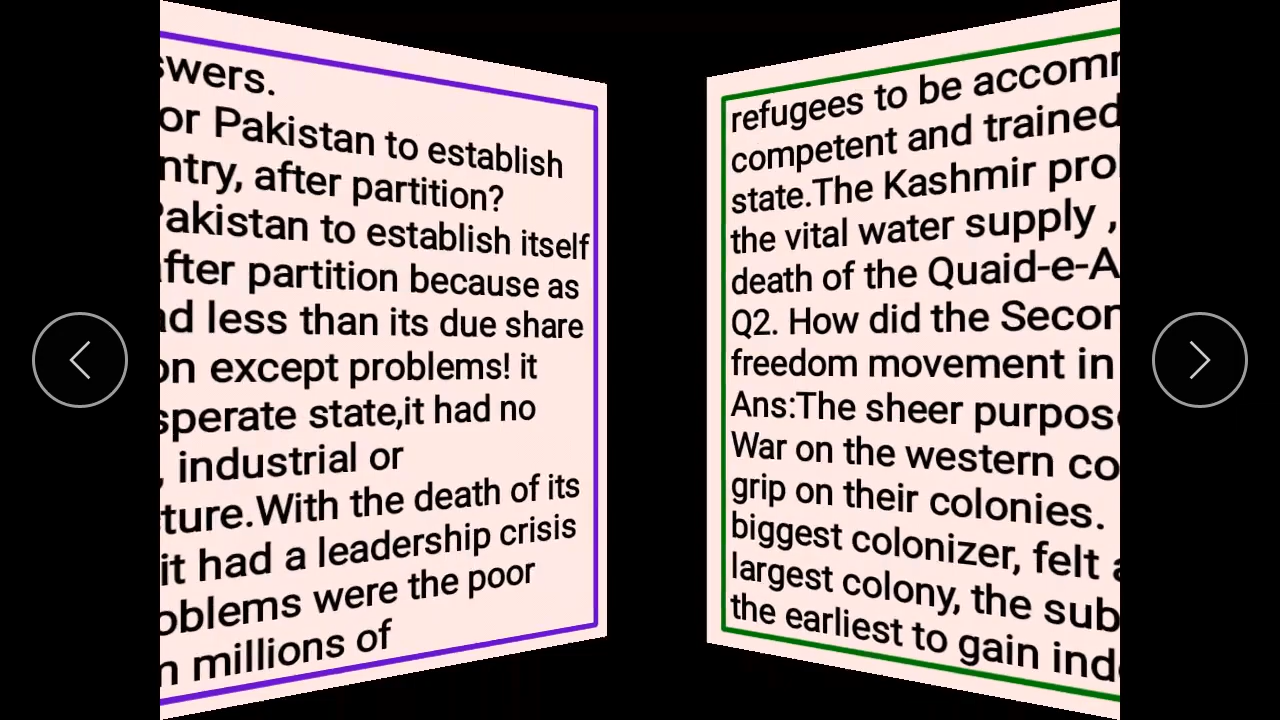 swers.
or Pakistan to establish
ntry, after partition?
Pakistan to establish itself
after partition because as
ad less than its due share
on except problems! it
sperate state,it had no
, industrial or
ture.With the death of its
it had a leadership crisis
oblems were the poor
n millions of
refugees to be accom
competent and trained
state.The Kashmir pro
the vital water supply ,
death of the Quaid-e-A
Q2. How did the Secon
freedom movement in
Ans:The sheer purpose
War on the western co
grip on their colonies.
biggest colonizer, felt a
largest colony, the sub
the earliest to gain ind